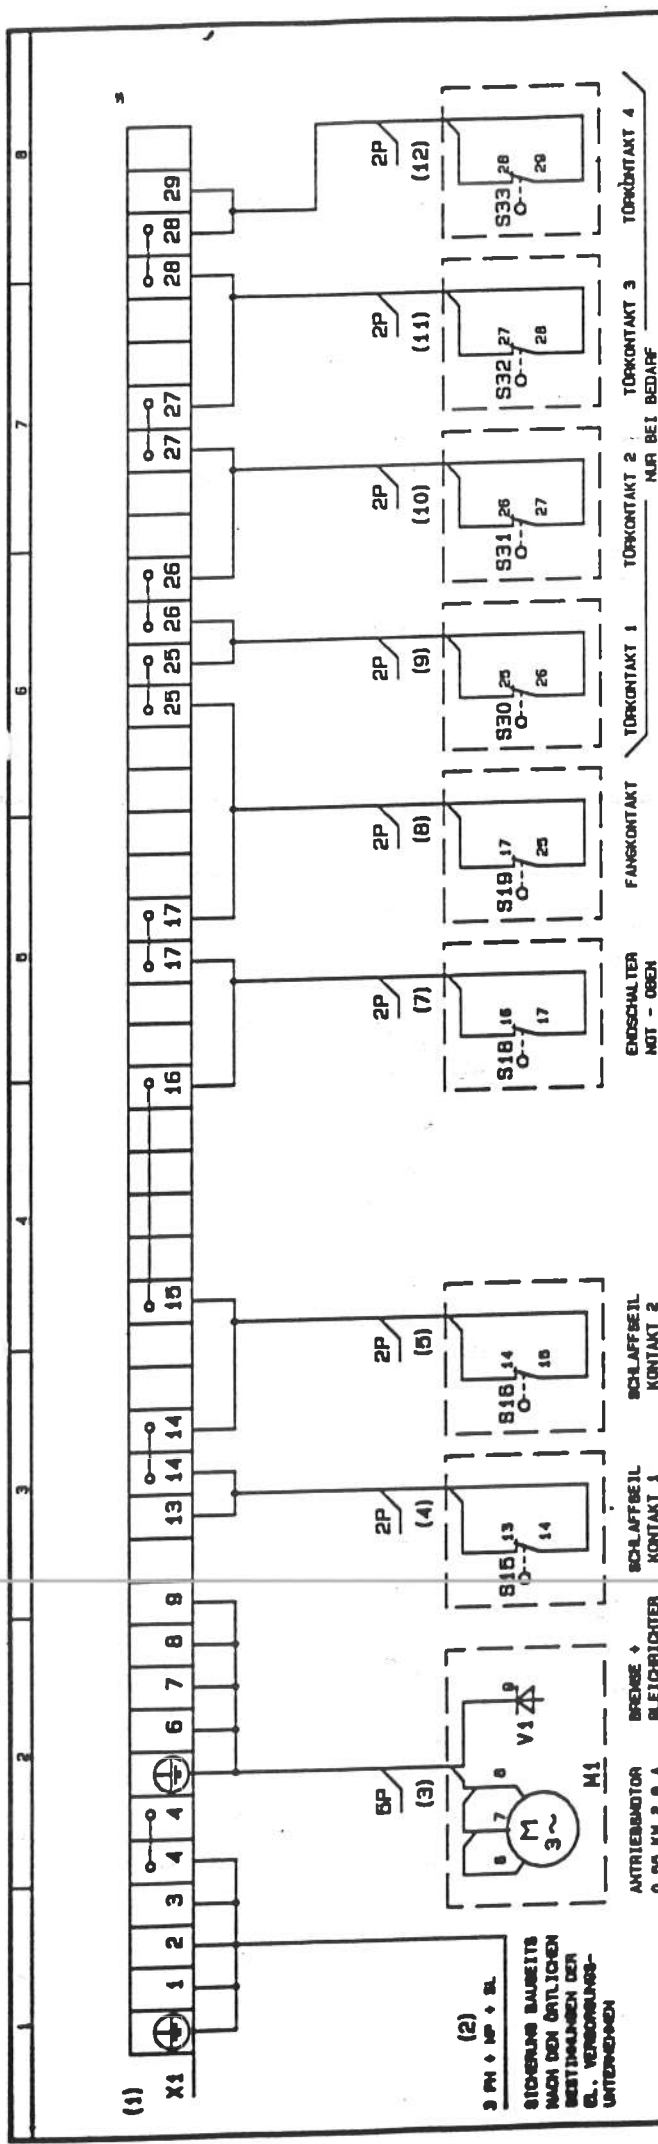 1 2 3 4 5 6 7 8
(1)
X1
1 2 3 4 4 6 7 8 9 13 14 14 15 16 17 17 25 25 26 26 27 27 28 28 29
(2)
3 PH + MP + SL
SICHERUNG BAUSEITS
NACH DEN ÖRTLICHEN
BESTIMMUNGEN DER
EL. VERSORGUNGS-
UNTERNEHMEN
5P
(3)
6 7 8
M
3~
V1
9
M1
ANTRIEBSMOTOR
BREMSE +
GLEICHRICHTER
2P
(4)
S15
13
14
SCHLAFFSEIL
KONTAKT 1
2P
(5)
S16
14
15
SCHLAFFSEIL
KONTAKT 2
2P
(7)
S18
16
17
ENDSCHALTER
NOT - OBEN
2P
(8)
S19
17
25
FANGKONTAKT
2P
(9)
S30
25
26
TÜRKONTAKT 1
2P
(10)
S31
26
27
TÜRKONTAKT 2
2P
(11)
S32
27
28
TÜRKONTAKT 3
2P
(12)
S33
28
29
TÜRKONTAKT 4
NUR BEI BEDARF